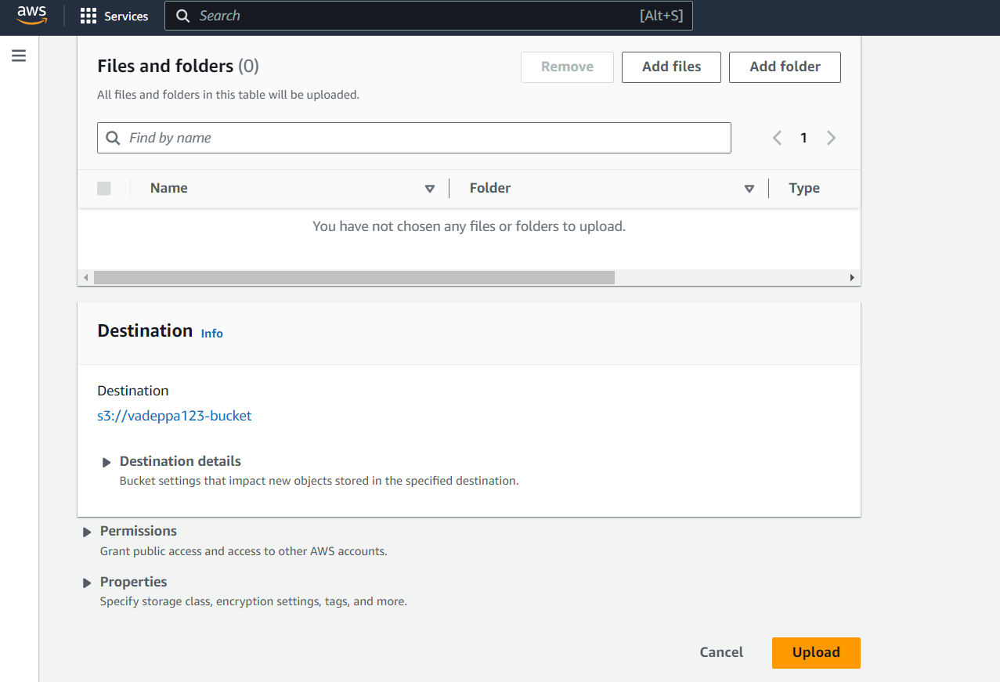 aws Services Search [Alt+S]
Files and folders (0) Remove Add files Add folder
All files and folders in this table will be uploaded.
Find by name 1
Name Folder Type
You have not chosen any files or folders to upload.
Destination Info
Destination
s3://vadeppa123-bucket
Destination details
Bucket settings that impact new objects stored in the specified destination.
Permissions
Grant public access and access to other AWS accounts.
Properties
Specify storage class, encryption settings, tags, and more.
Cancel Upload